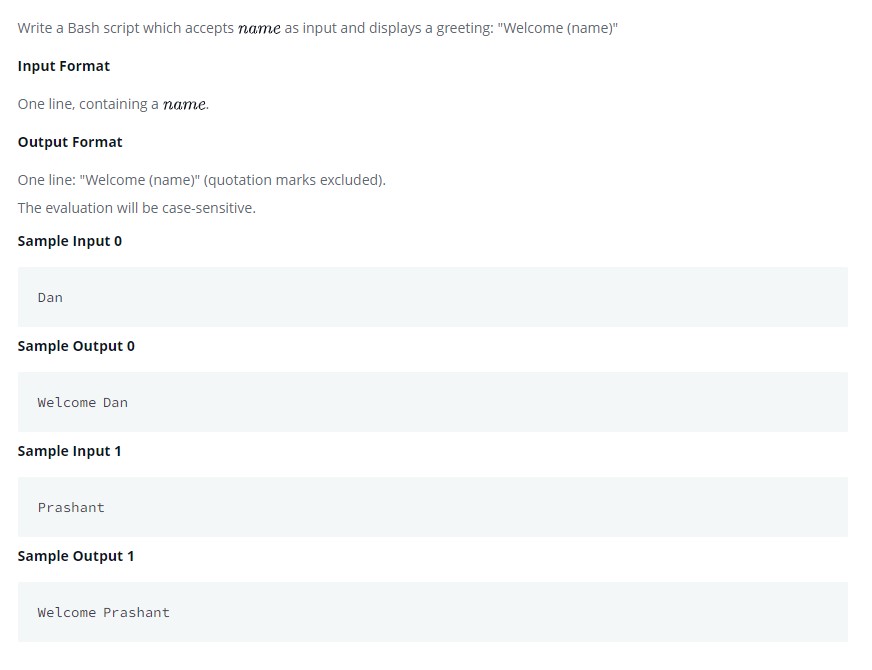 Write a Bash script which accepts name as input and displays a greeting: "Welcome (name)"
Input Format
One line, containing a name.
Output Format
One line: "Welcome (name)" (quotation marks excluded).
The evaluation will be case-sensitive.
Sample Input 0
Dan
Sample Output 0
Welcome Dan
Sample Input 1
Prashant
Sample Output 1
Welcome Prashant